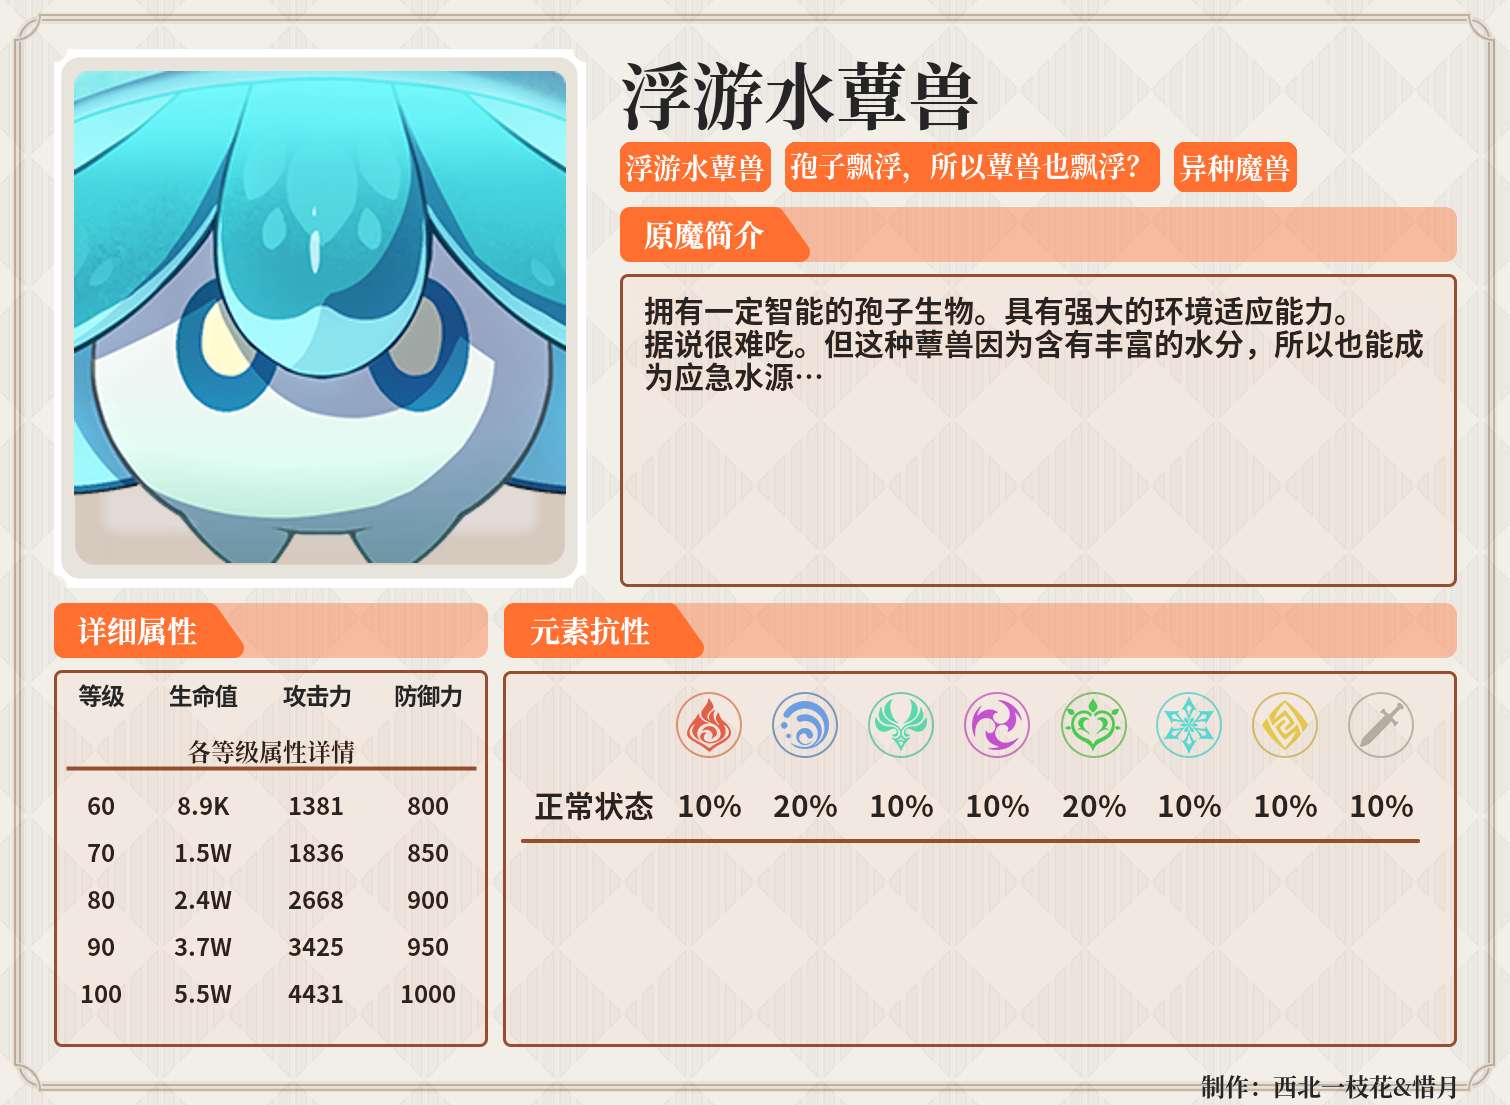 浮游水蕈兽
浮游水蕈兽
孢子飘浮，所以蕈兽也飘浮？
异种魔兽
原魔简介
拥有一定智能的孢子生物。具有强大的环境适应能力。
据说很难吃。但这种蕈兽因为含有丰富的水分，所以也能成
为应急水源…
详细属性
等级 生命值 攻击力 防御力
各等级属性详情
60 8.9K 1381 800
70 1.5W 1836 850
80 2.4W 2668 900
90 3.7W 3425 950
100 5.5W 4431 1000
元素抗性
正常状态 10% 20% 10% 10% 20% 10% 10% 10%
制作：西北一枝花&惜月